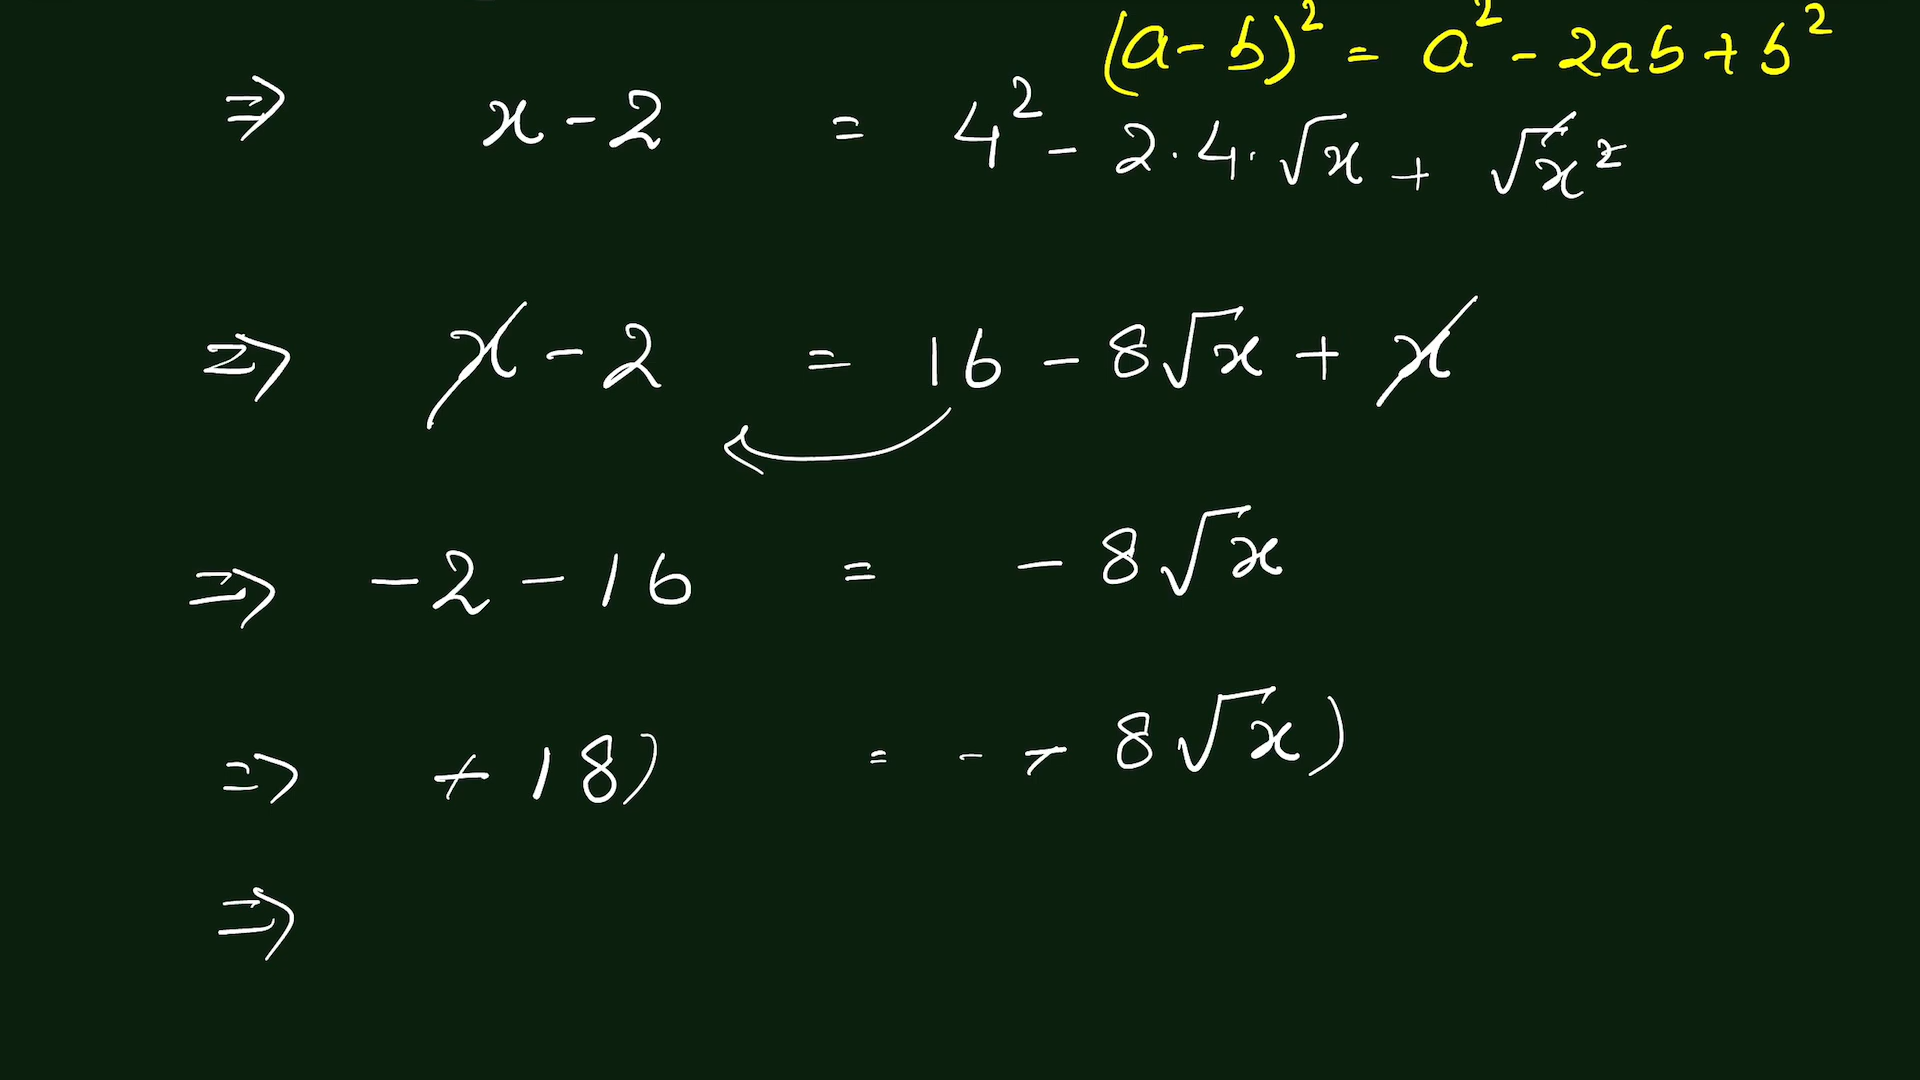 (a-b)² = a² - 2ab + b²
⇒ x - 2 = 4² - 2·4·√x + √x²
⇒ x - 2 = 16 - 8√x + x
⇒ -2 - 16 = - 8√x
⇒ + 18) = - - 8√x)
⇒